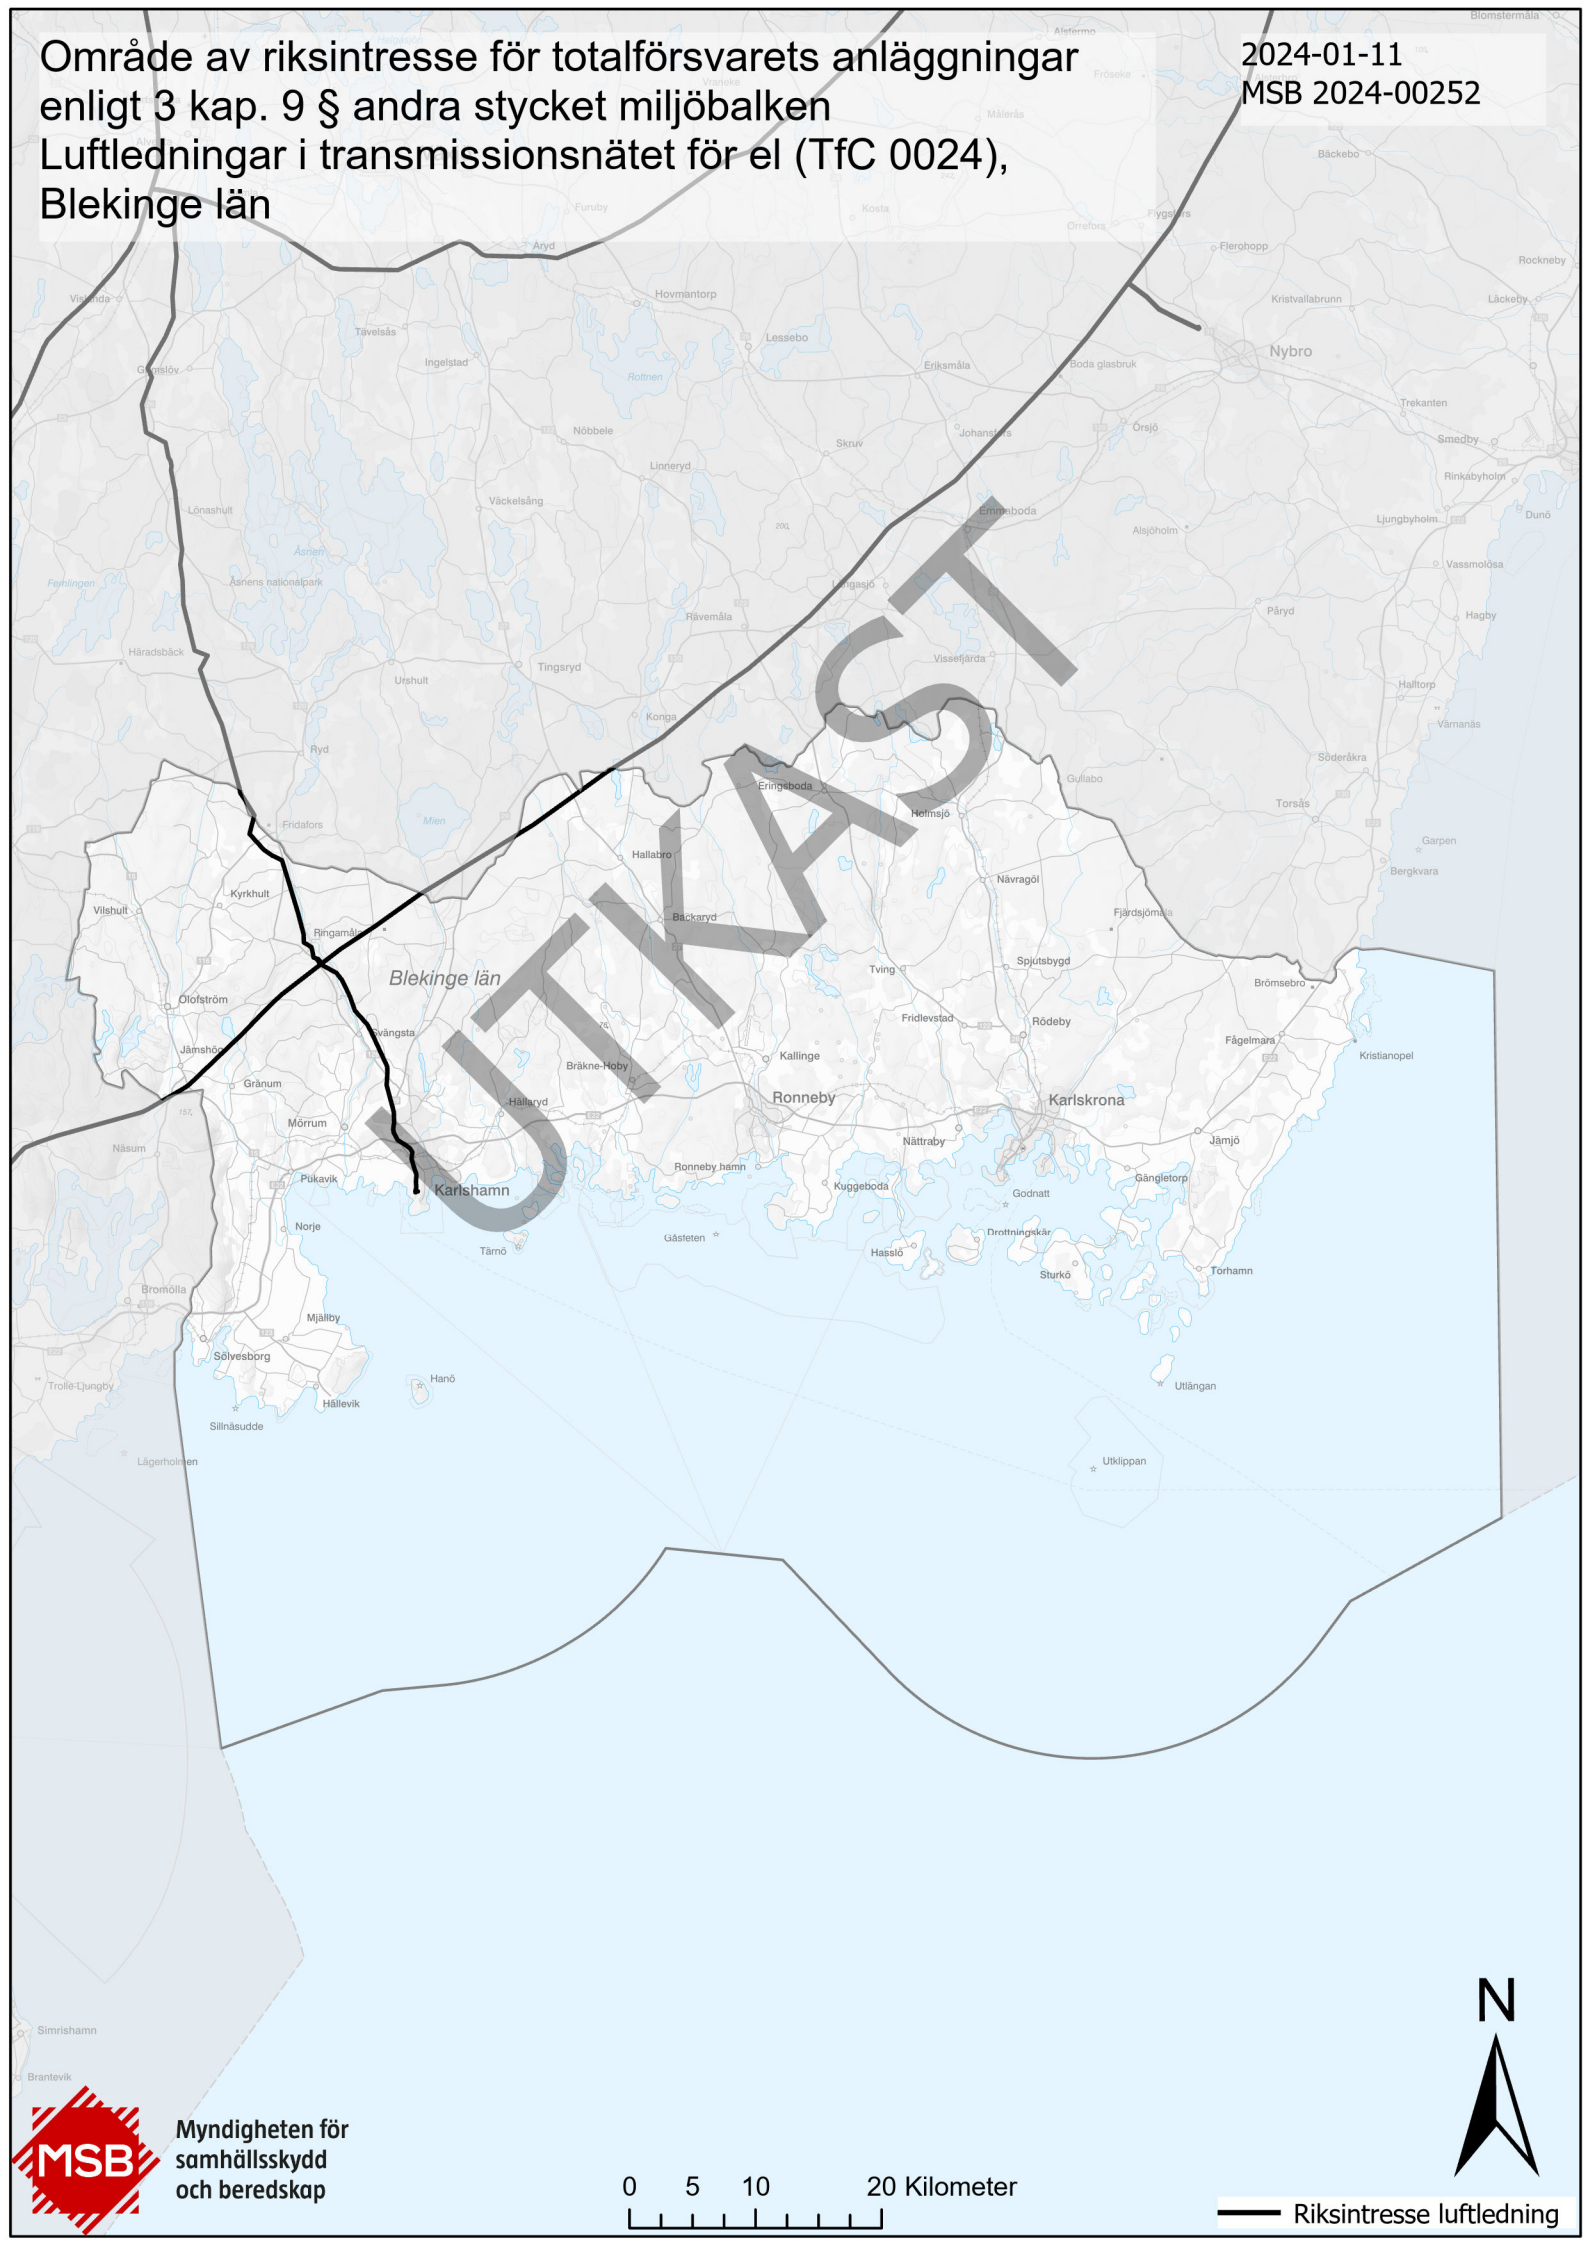 Område av riksintresse för totalförsvarets anläggningar
enligt 3 kap. 9 § andra stycket miljöbalken
Luftledningar i transmissionsnätet för el (TfC 0024),
Blekinge län
2024-01-11
MSB 2024-00252
Blomstermåla
Alstermo
Fröseke
Målerås
Bäckebo
Furuby
Kosta
Orrefors
Flygsfors
Flerohopp
Rockneby
Aryd
Vislanda
Hovmantorp
Kristvallabrunn
Läckeby
Tävelsås
Lessebo
Ingelstad
Nybro
Grimslöv
Rottnen
Eriksmåla
Boda glasbruk
Trekanten
Nöbbele
Skruv
Johansfors
Örsjö
Smedby
Linneryd
Rinkabyholm
Väckelsång
Lönashult
Emmaboda
Ljungbyholm
Dunö
200
Alsjöholm
Åsnen
Vassmolösa
Femlingen
Åsnens nationalpark
Långasjö
Påryd
Hagby
Rävemåla
Häradsbäck
Vissefjärda
Tingsryd
Urshult
Halltorp
Konga
Värnanäs
Ryd
Söderåkra
Gullabo
Eringsboda
Torsås
Holmsjö
Mien
Fridafors
Garpen
Hallabro
Bergkvara
Nävragöl
Kyrkhult
Vilshult
Backaryd
Fjärdsjömåla
Ringamåla
Blekinge län
Tving
Spjutsbygd
Brömsebro
Olofström
Fridlevstad
Rödeby
Svängsta
Fågelmara
Jämshög
Kallinge
Kristianopel
Bräkne-Hoby
Gränum
Ronneby
Karlskrona
Hällaryd
157
Mörrum
Nättraby
Jämjö
Näsum
Ronneby hamn
Pukavik
Karlshamn
Kuggeboda
Gängletorp
Godnatt
Norje
Gåsfeten
Drottningskär
Tärnö
Hasslö
Sturkö
Torhamn
Bromölla
Mjällby
Sölvesborg
Trolle-Ljungby
Hanö
Utlängan
Hällevik
Sillnäsudde
Lägerholmen
Utklippan
UTKAST
Simrishamn
Brantevik
N
MSB
Myndigheten för
samhällsskydd
och beredskap
0 5 10 20 Kilometer
Riksintresse luftledning